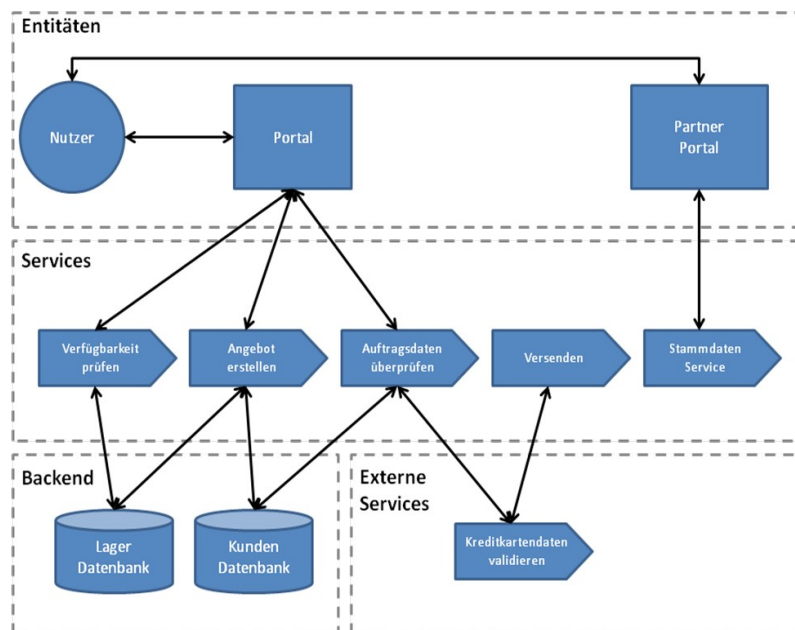 Entitäten
Nutzer
Portal
Partner
Portal
Services
Verfügbarkeit
prüfen
Angebot
erstellen
Auftragsdaten
überprüfen
Versenden
Stammdaten
Service
Backend
Externe
Services
Lager
Datenbank
Kunden
Datenbank
Kreditkartendaten
validieren